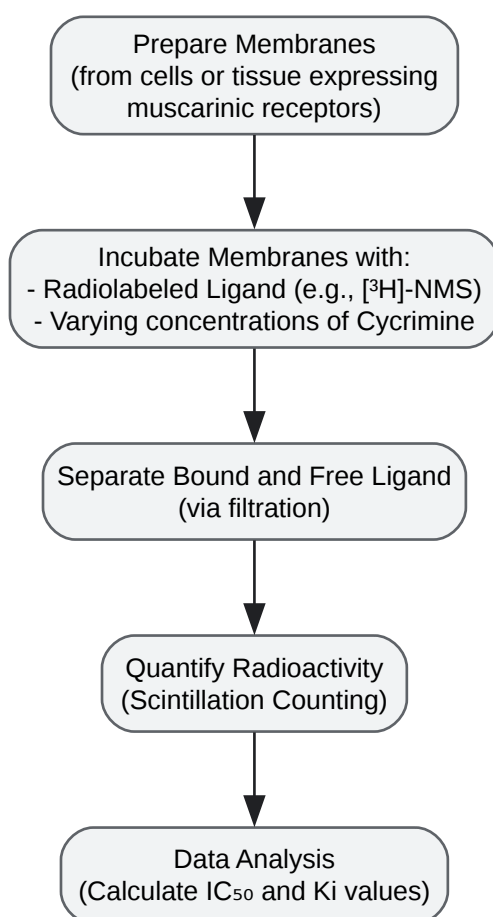 Prepare Membranes
(from cells or tissue expressing
muscarinic receptors)
Incubate Membranes with:
- Radiolabeled Ligand (e.g., [³H]-NMS)
- Varying concentrations of Cycrimine
Separate Bound and Free Ligand
(via filtration)
Quantify Radioactivity
(Scintillation Counting)
Data Analysis
(Calculate IC₅₀ and Ki values)